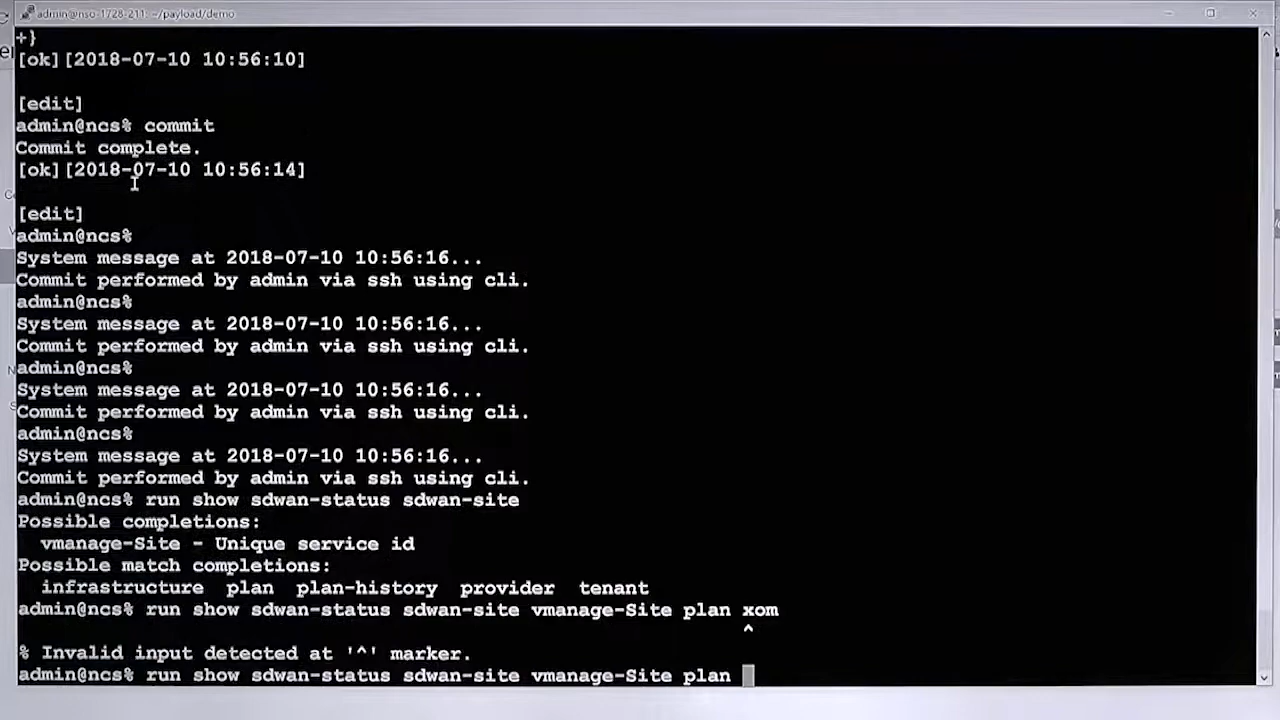 admin@nso-1728-211: ~/payload/demo
+}
[ok][2018-07-10 10:56:10]
[edit]
admin@ncs% commit
Commit complete.
[ok][2018-07-10 10:56:14]
[edit]
admin@ncs%
System message at 2018-07-10 10:56:16...
Commit performed by admin via ssh using cli.
admin@ncs%
System message at 2018-07-10 10:56:16...
Commit performed by admin via ssh using cli.
admin@ncs%
System message at 2018-07-10 10:56:16...
Commit performed by admin via ssh using cli.
admin@ncs%
System message at 2018-07-10 10:56:16...
Commit performed by admin via ssh using cli.
admin@ncs% run show sdwan-status sdwan-site
Possible completions:
vmanage-Site - Unique service id
Possible match completions:
infrastructure plan plan-history provider tenant
admin@ncs% run show sdwan-status sdwan-site vmanage-Site plan xom
^
% Invalid input detected at '^' marker.
admin@ncs% run show sdwan-status sdwan-site vmanage-Site plan